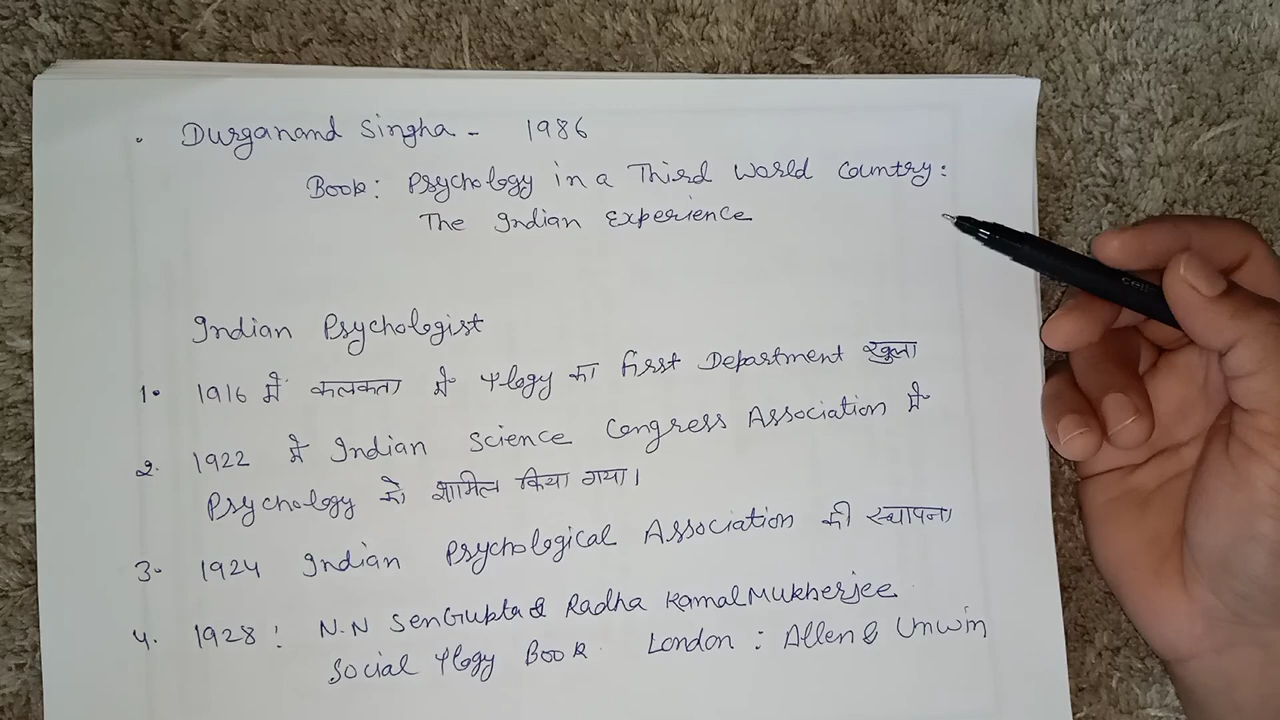 . Durganand Singha - 1986
Book: Psychology in a Third World Country:
The Indian Experience
Indian Psychologist
1. 1916 में कलकता में Ψlogy का first Department खुला
2. 1922 में Indian Science Congress Association में
Psychology को शामिल किया गया।
3. 1924 Indian Psychological Association की स्थापना
4. 1928: N.N SenGupta & Radha Kamal Mukherjee
Social Ψlogy Book London: Allen & Unwin
cello